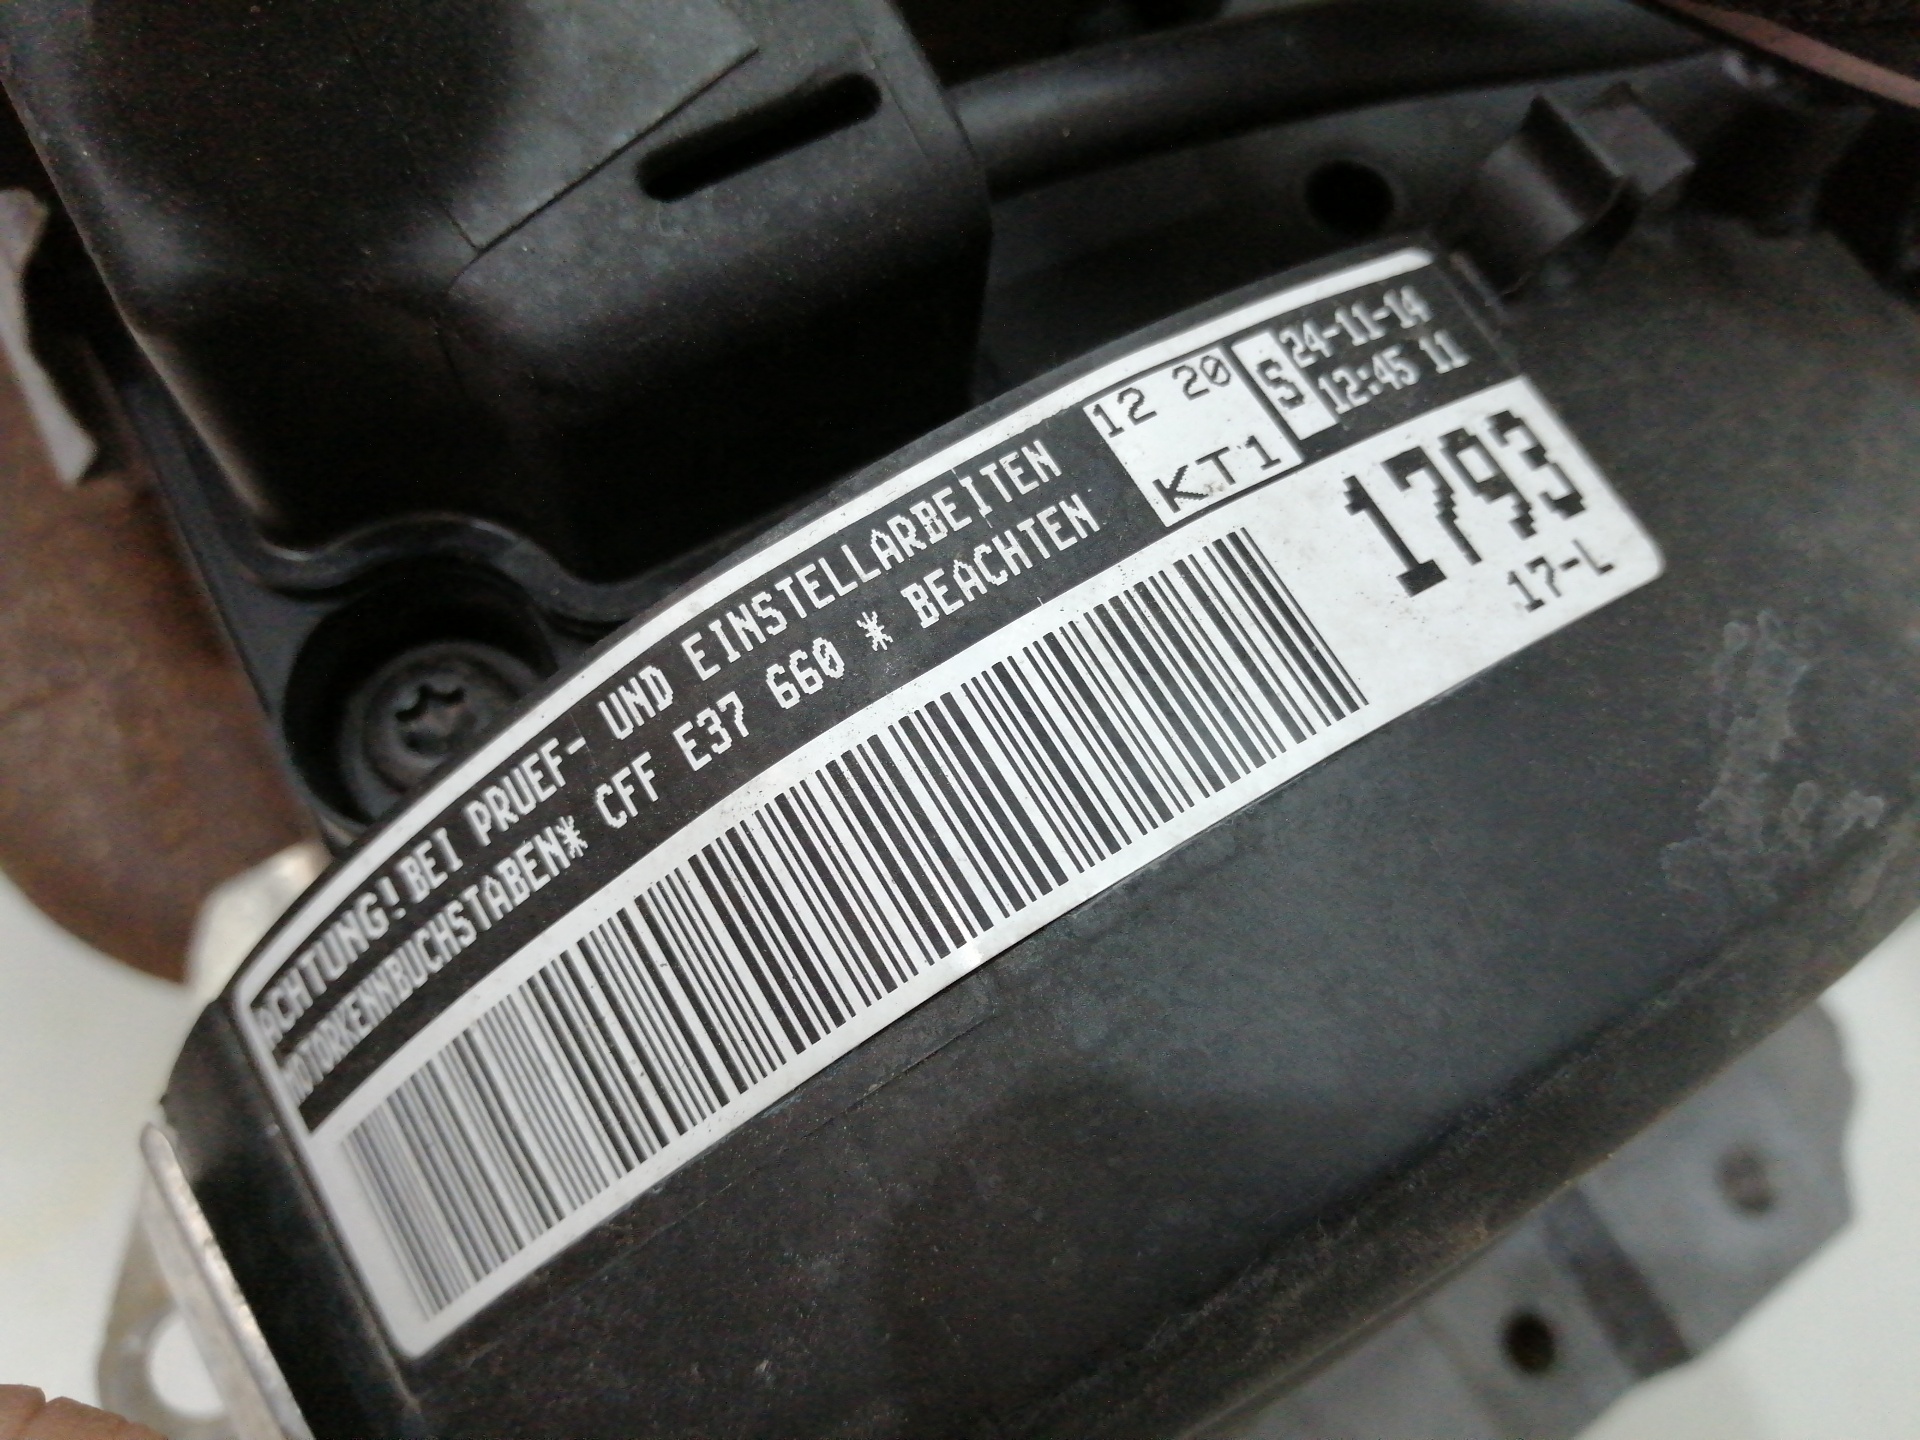 ACHTUNG! BEI PRUEF- UND EINSTELLARBEITEN
MOTORKENNBUCHSTABEN* CFF E37 660 * BEACHTEN
12 20
KT1
S
24-11-14
12:45 11
1793
17-L